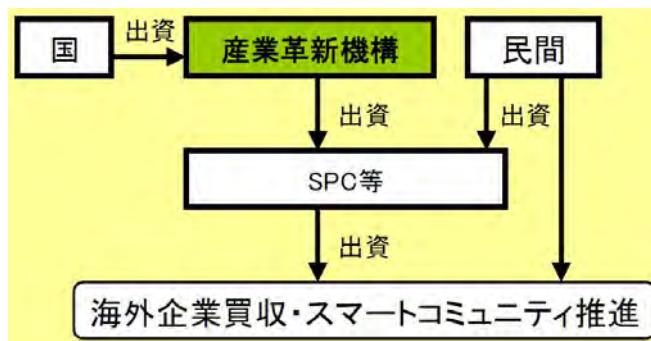 国
出資
産業革新機構
民間
出資
出資
SPC等
出資
海外企業買収・スマートコミュニティ推進